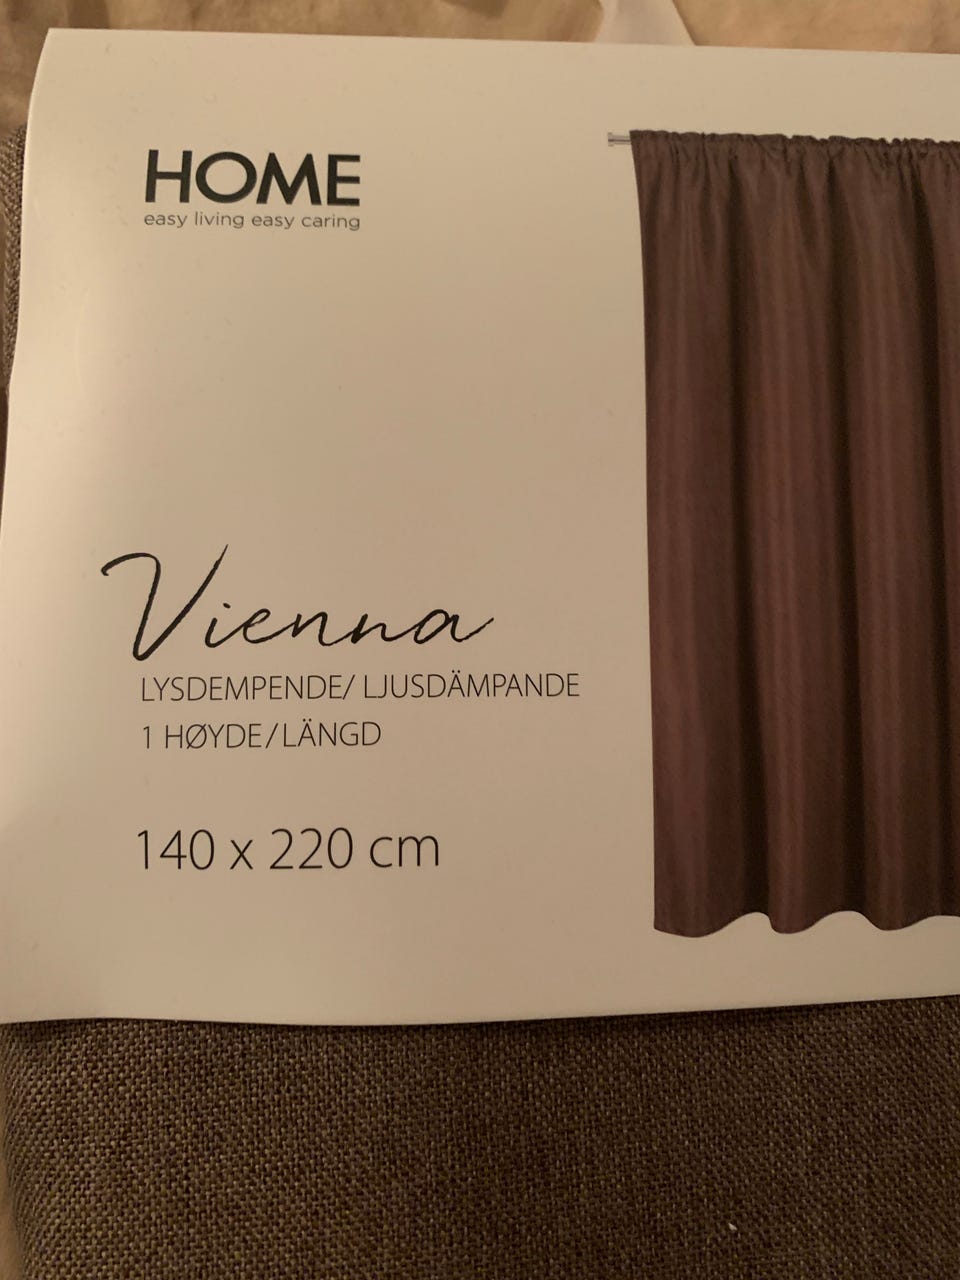 HOME
easy living easy caring
Vienna
LYSDEMPENDE/ LJUSDÄMPANDE
1 HØYDE/LÄNGD
140 x 220 cm